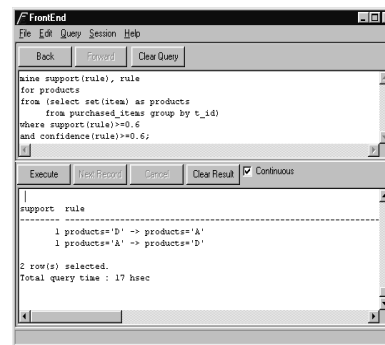 FrontEnd
File Edit Query Session Help
Back Forward Clear Query
mine support(rule), rule
for products
from (select set(item) as products
from purchased_items group by t_id)
where support(rule)>=0.6
and confidence(rule)>=0.6;
Execute Next Record Cancel Clear Result Continuous
support rule
------- --------------------------------------------------
1 products='D' -> products='A'
1 products='A' -> products='D'
2 row(s) selected.
Total query time : 17 hsec